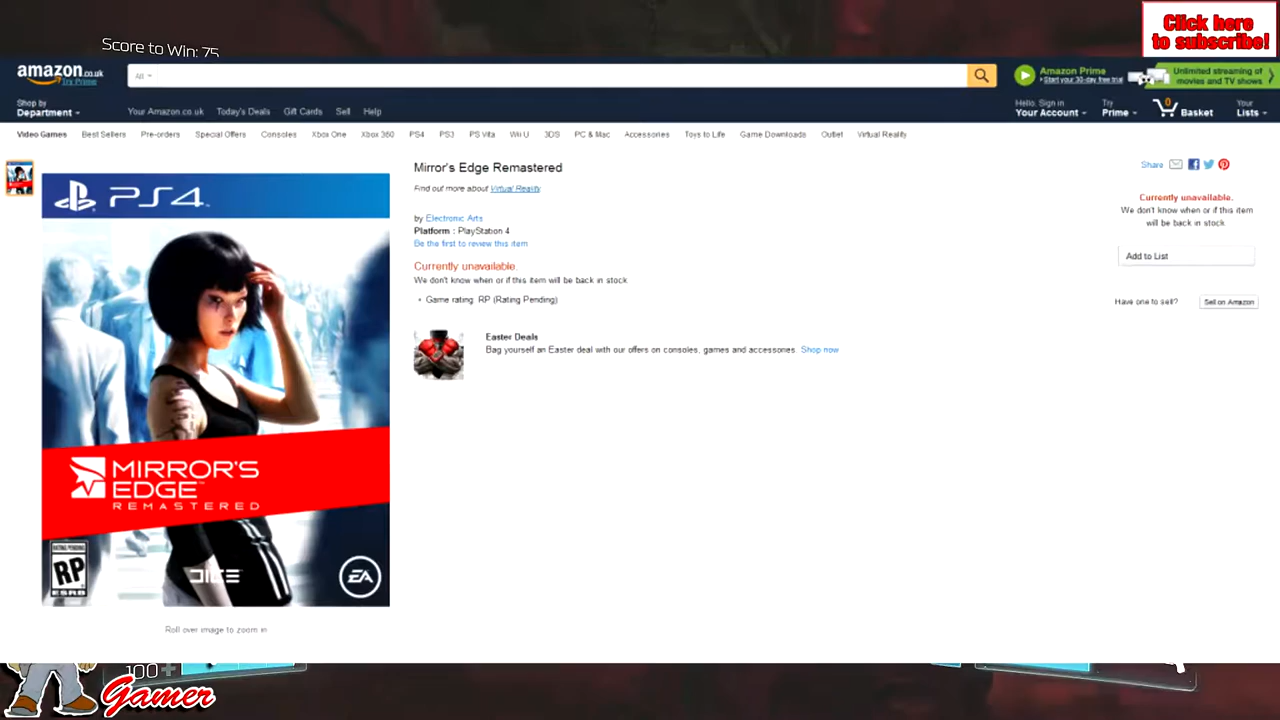 Score to Win: 75
Click here
to subscribe!
amazon.co.uk
Try Prime
All
Amazon Prime
Start your 30-day free trial
Unlimited streaming of
movies and TV shows
Shop by
Department
Your Amazon.co.uk Today's Deals Gift Cards Sell Help
Hello. Sign in
Your Account
Try
Prime
0
Basket
Your
Lists
Video Games Best Sellers Pre-orders Special Offers Consoles Xbox One Xbox 360 PS4 PS3 PS Vita Wii U 3DS PC & Mac Accessories Toys to Life Game Downloads Outlet Virtual Reality
Mirror's Edge Remastered
Find out more about Virtual Reality.
by Electronic Arts
Platform : PlayStation 4
Be the first to review this item
Currently unavailable.
We don't know when or if this item will be back in stock
• Game rating: RP (Rating Pending)
Easter Deals
Bag yourself an Easter deal with our offers on consoles, games and accessories. Shop now
Share
Currently unavailable.
We don't know when or if this item
will be back in stock
Add to List
Have one to sell? Sell on Amazon
PS4
MIRROR'S
EDGE™
REMASTERED
RATING PENDING
RP
ESRB
DICE
EA
Roll over image to zoom in
100+
Gamer